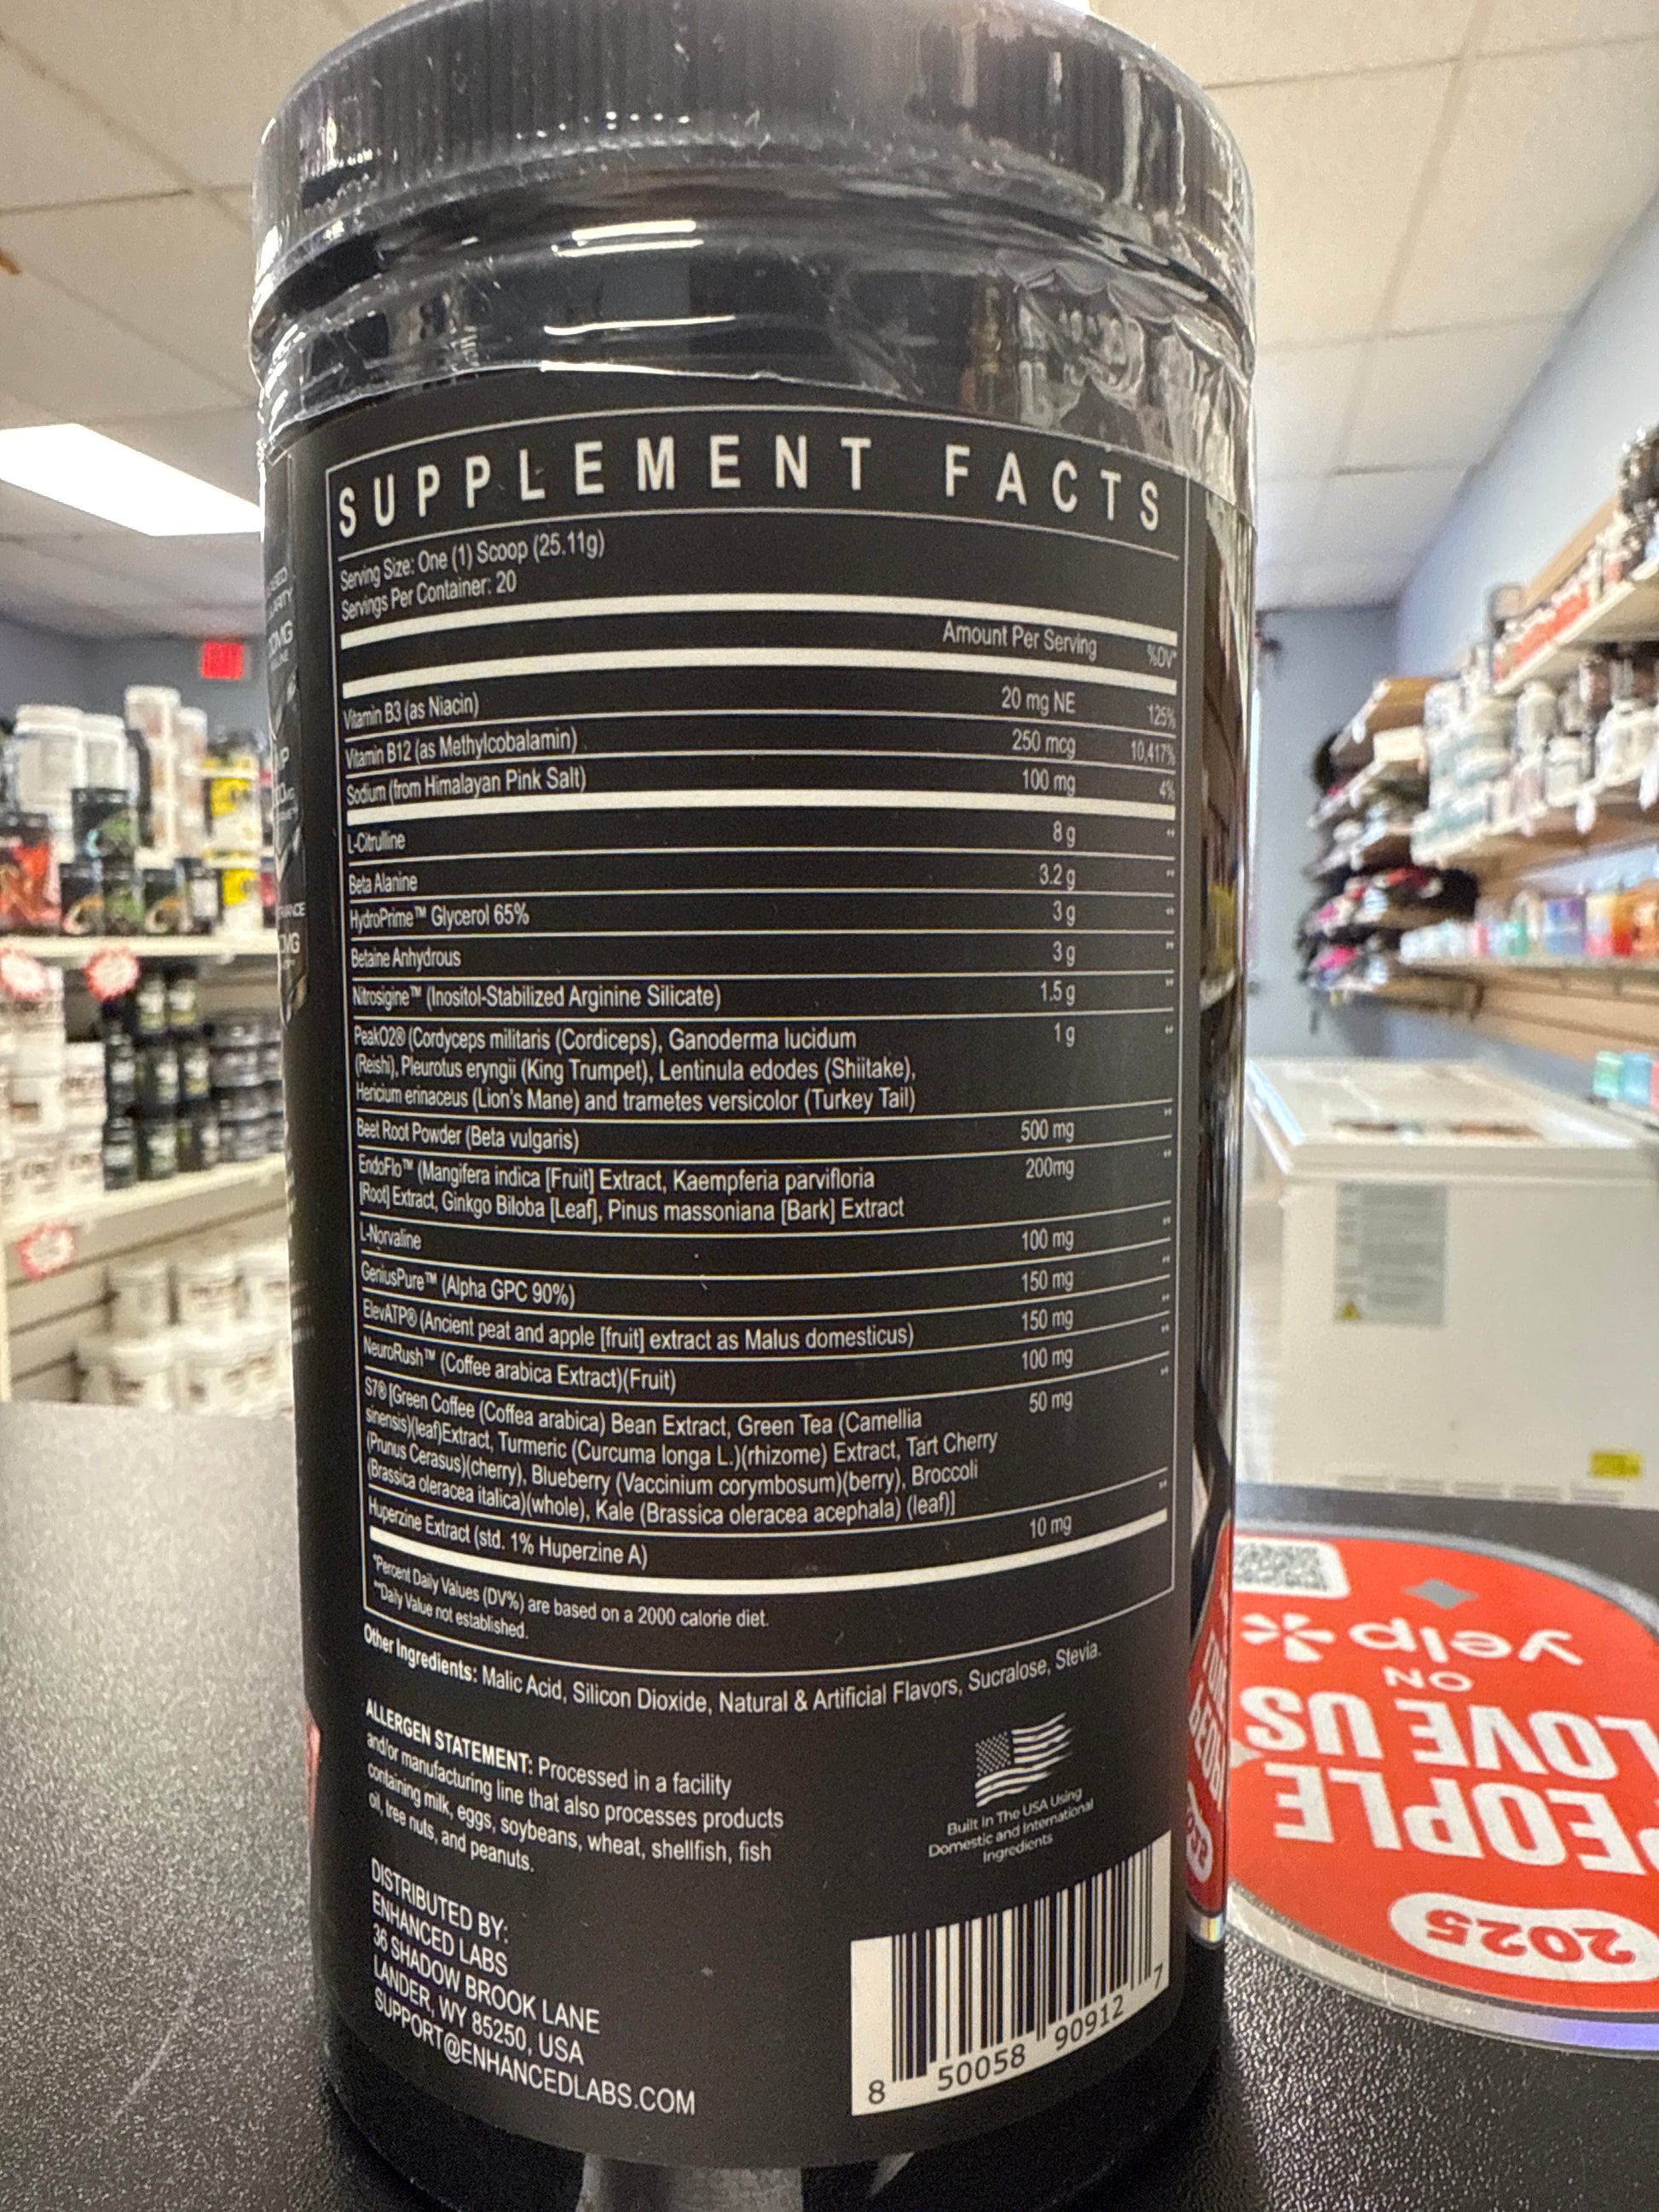 SUPPLEMENT FACTS
Serving Size: One (1) Scoop (25.11g)
Servings Per Container: 20
Amount Per Serving %DV*
Vitamin B3 (as Niacin) 20 mg NE 125%
Vitamin B12 (as Methylcobalamin) 250 mcg 10,417%
Sodium (from Himalayan Pink Salt) 100 mg 4%
L-Citrulline 8 g **
Beta Alanine 3.2 g **
HydroPrime™ Glycerol 65% 3 g **
Betaine Anhydrous 3 g **
Nitrosigine™ (Inositol-Stabilized Arginine Silicate) 1.5 g **
PeakO2® (Cordyceps militaris (Cordiceps), Ganoderma lucidum 1 g **
(Reishi), Pleurotus eryngii (King Trumpet), Lentinula edodes (Shiitake),
Hericium erinaceus (Lion's Mane) and trametes versicolor (Turkey Tail)
Beet Root Powder (Beta vulgaris) 500 mg **
EndoFlo™ (Mangifera indica [Fruit] Extract, Kaempferia parvifloria 200mg **
[Root] Extract, Ginkgo Biloba [Leaf], Pinus massoniana [Bark] Extract
L-Norvaline 100 mg **
GeniusPure™ (Alpha GPC 90%) 150 mg **
ElevATP® (Ancient peat and apple [fruit] extract as Malus domesticus) 150 mg **
NeuroRush™ (Coffee arabica Extract)(Fruit) 100 mg **
S7® [Green Coffee (Coffea arabica) Bean Extract, Green Tea (Camellia 50 mg **
sinensis)(leaf)Extract, Turmeric (Curcuma longa L.)(rhizome) Extract, Tart Cherry
(Prunus Cerasus)(cherry), Blueberry (Vaccinium corymbosum)(berry), Broccoli
(Brassica oleracea italica)(whole), Kale (Brassica oleracea acephala) (leaf)]
Huperzine Extract (std. 1% Huperzine A) 10 mg **
*Percent Daily Values (DV%) are based on a 2000 calorie diet.
**Daily Value not established.
Other Ingredients: Malic Acid, Silicon Dioxide, Natural & Artificial Flavors, Sucralose, Stevia.
ALLERGEN STATEMENT: Processed in a facility
and/or manufacturing line that also processes products
containing milk, eggs, soybeans, wheat, shellfish, fish
oil, tree nuts, and peanuts.
Built In The USA Using
Domestic and International
Ingredients
DISTRIBUTED BY:
ENHANCED LABS
36 SHADOW BROOK LANE
LANDER, WY 85250, USA
SUPPORT@ENHANCEDLABS.COM
8 50058 90912 7
2025
PEOPLE
LOVE US
ON
yelp